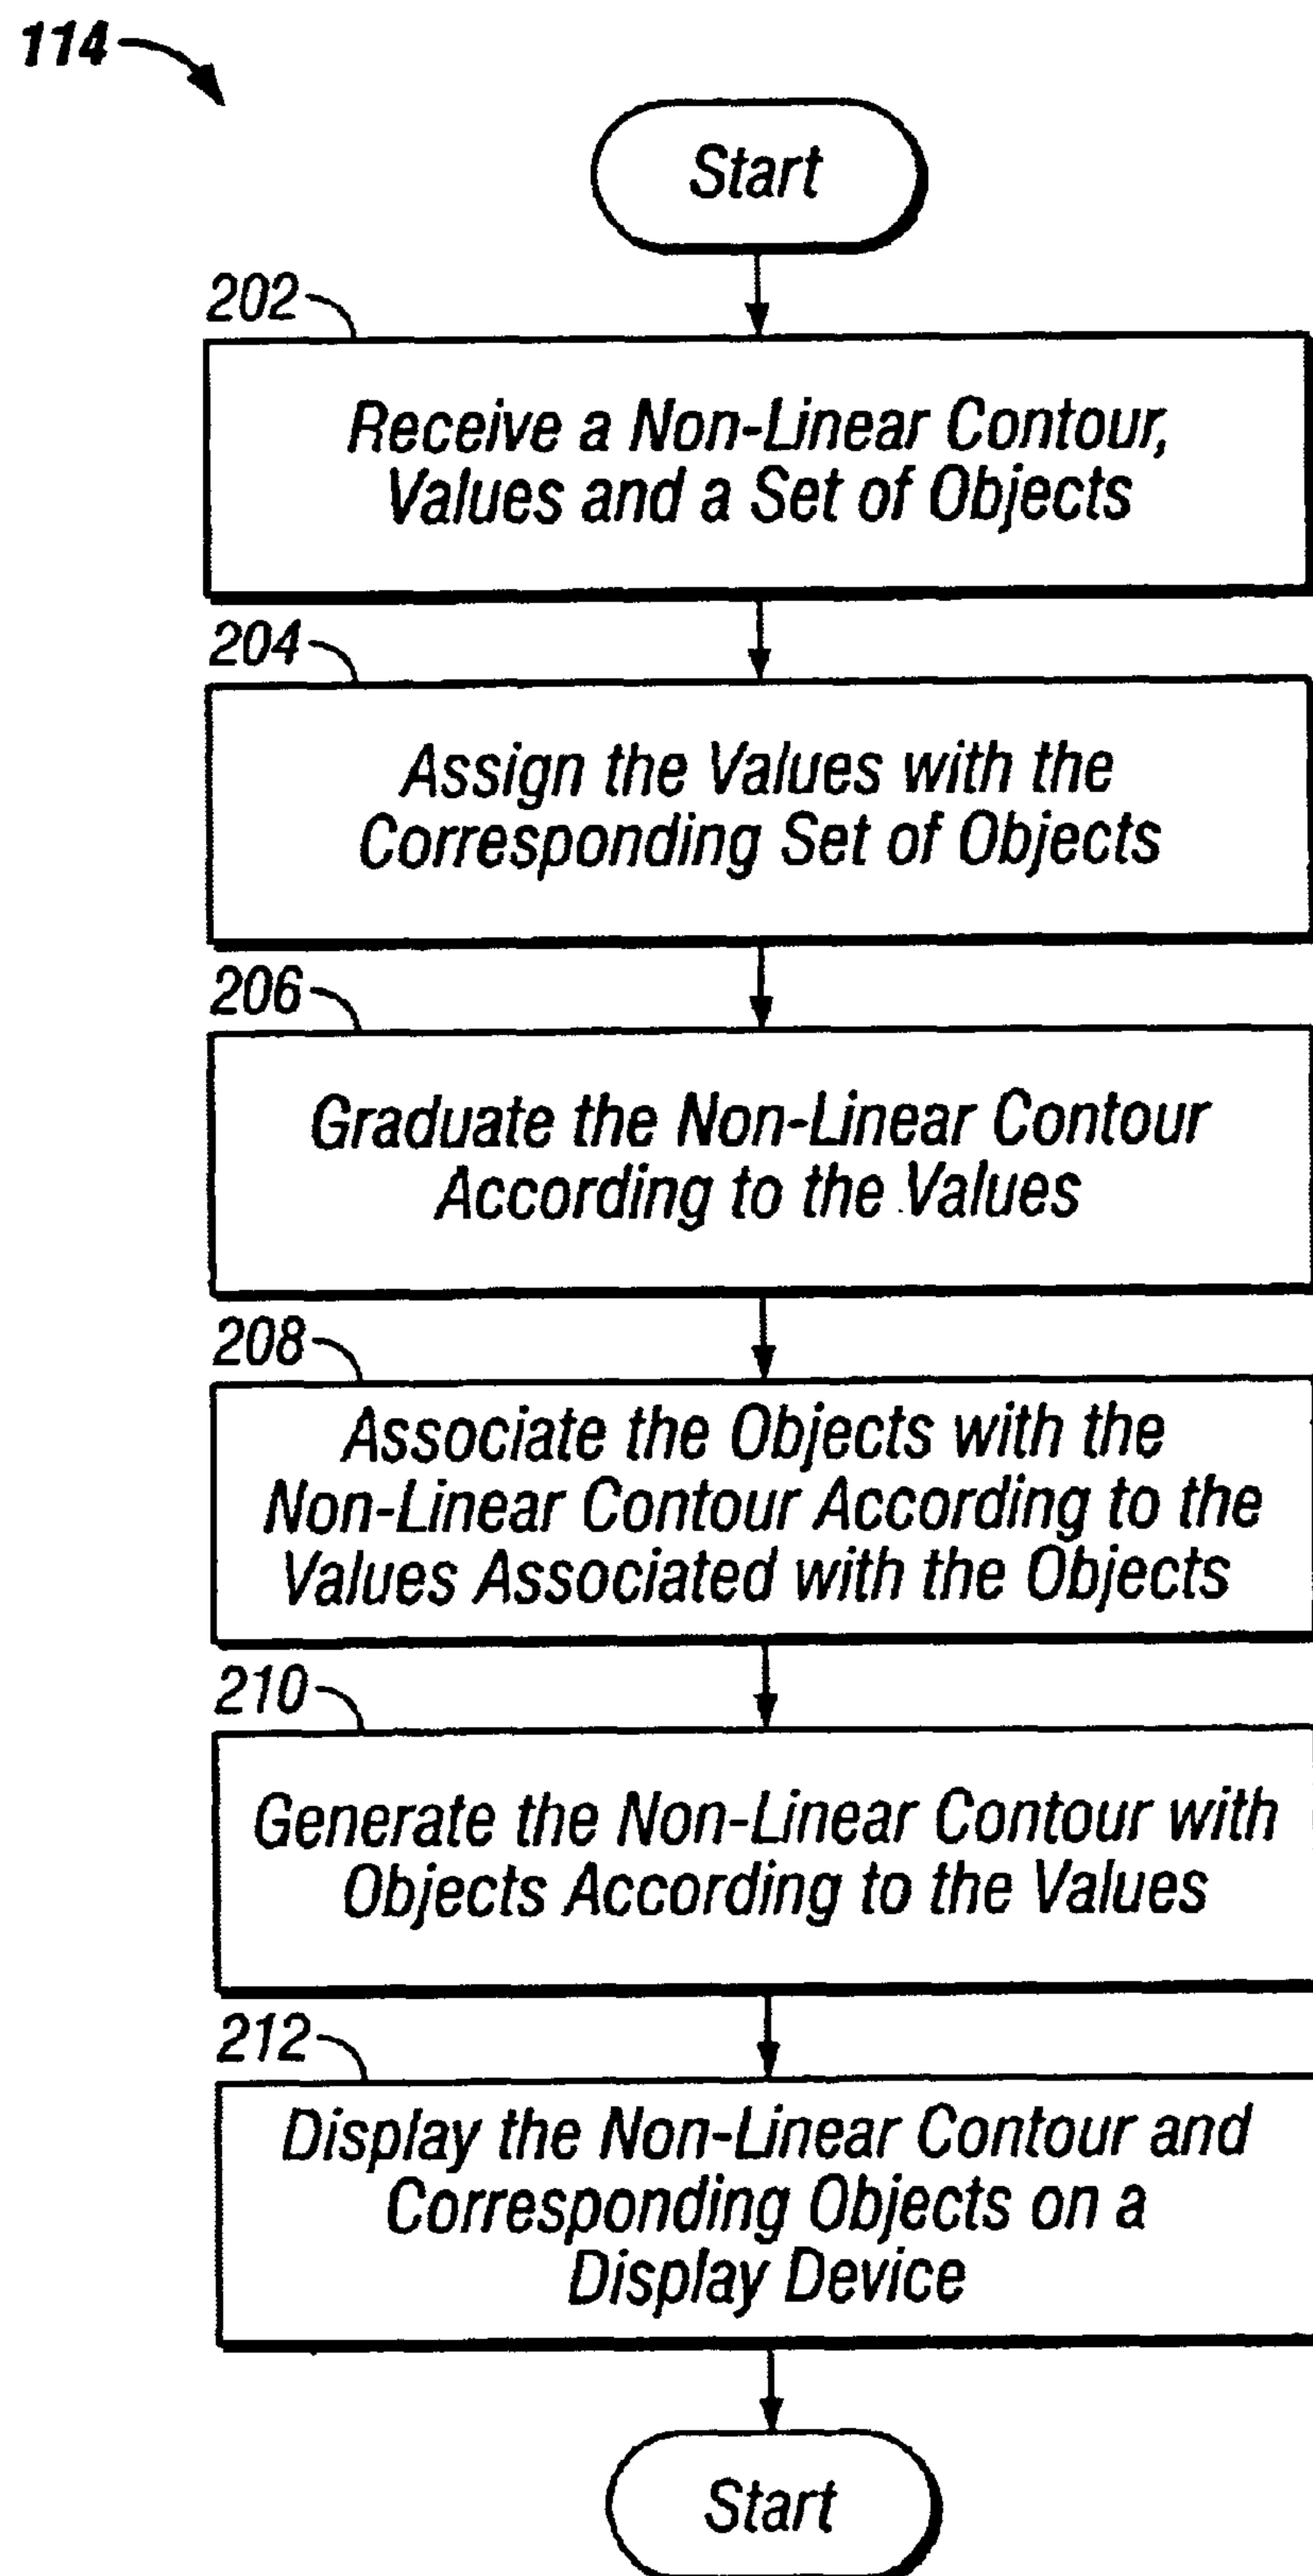 114
Start
202
Receive a Non-Linear Contour,
Values and a Set of Objects
204
Assign the Values with the
Corresponding Set of Objects
206
Graduate the Non-Linear Contour
According to the Values
208
Associate the Objects with the
Non-Linear Contour According to the
Values Associated with the Objects
210
Generate the Non-Linear Contour with
Objects According to the Values
212
Display the Non-Linear Contour and
Corresponding Objects on a
Display Device
Start